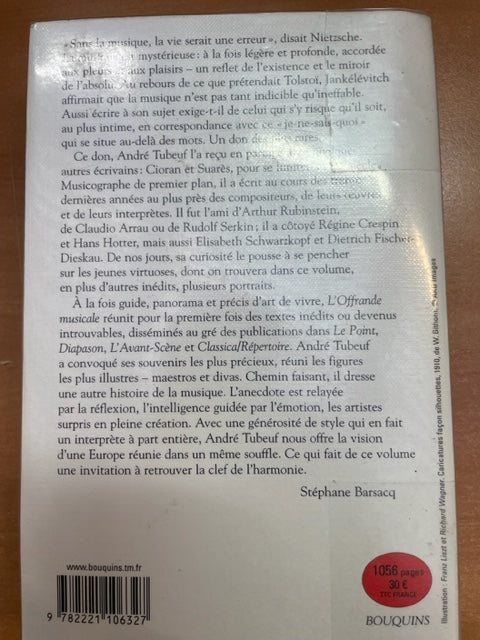 « Sans la musique, la vie serait une erreur », disait Nietzsche.
La est mystérieuse : à la fois légère et profonde, accordée
aux pleurs et aux plaisirs – un reflet de l'existence et le miroir
de l'absolu. Au rebours de ce que prétendait Tolstoï, Jankélévitch
affirmait que la musique n'est pas tant indicible qu'ineffable.
Aussi écrire à son sujet exige-t-il de celui qui s'y risque qu'il soit,
au plus intime, en correspondance avec ce « je-ne-sais-quoi »
qui se situe au-delà des mots. Un don des plus rares.
Ce don, André Tubeuf l'a reçu en
autres écrivains : Cioran et Suarès, pour se
Musicographe de premier plan, il a écrit au cours des trente
dernières années au plus près des compositeurs, de leurs œuvres
et de leurs interprètes. Il fut l'ami d'Arthur Rubinstein,
de Claudio Arrau ou de Rudolf Serkin ; il a côtoyé Régine Crespin
et Hans Hotter, mais aussi Elisabeth Schwarzkopf et Dietrich Fischer-
Dieskau. De nos jours, sa curiosité le pousse à se pencher
sur les jeunes virtuoses, dont on trouvera dans ce volume,
en plus d'autres inédits, plusieurs portraits.
À la fois guide, panorama et précis d'art de vivre, L'Offrande
musicale réunit pour la première fois des textes inédits ou devenus
introuvables, disséminés au gré des publications dans Le Point,
Diapason, L'Avant-Scène et Classica/Répertoire. André Tubeuf
a convoqué ses souvenirs les plus précieux, réuni les figures
les plus illustres – maestros et divas. Chemin faisant, il dresse
une autre histoire de la musique. L'anecdote est relayée
par la réflexion, l'intelligence guidée par l'émotion, les artistes
surpris en pleine création. Avec une générosité de style qui en fait
un interprète à part entière, André Tubeuf nous offre la vision
d'une Europe réunie dans un même souffle. Ce qui fait de ce volume
une invitation à retrouver la clef de l'harmonie.
Stéphane Barsacq
Illustration : Franz Liszt et Richard Wagner. Caricatures façon silhouettes, 1910, de W. Images
www.bouquins.tm.fr
9 782221 106327
1056 pages
30 €
TTC FRANCE
BOUQUINS